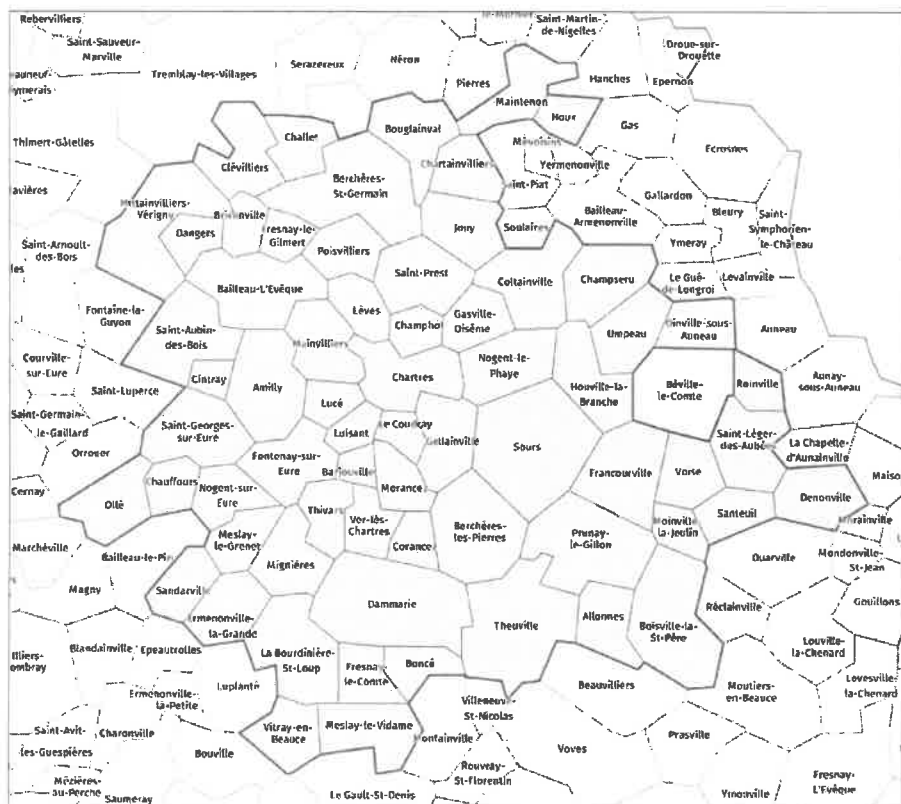 Rebervilliers
Saint-Sauveur-
Marville
Tremblay-les-Villages
Serazereux
Néron
Pierres
Saint-Martin-
de-Nigelles
Hanches
Droue-sur-
Drouette
Epernon
Maintenon
Houx
Gas
Ecrosnes
Thimert-Gâtelles
Clévilliers
Challet
Bouglainval
Chartainvilliers
Mévoisins
Yermenonville
Saint-Piat
Berchères-
St-Germain
Gallardon
Bleury
Saint-
Symphorien-
le-Château
Mittainvilliers-
Vérigny
Briconville
Dangers
Fresnay-le-
Gilmert
Poisvilliers
Jouy
Soulaires
Bailleau-
Armenonville
Ymeray
Saint-Arnoult-
des-Bois
Bailleau-L'Evêque
Saint-Prest
Coltainville
Champseru
Le Gué-
de-Longroi
Levainville
Fontaine-la-
Guyon
Saint-Aubin-
des-Bois
Lèves
Champhol
Gasville-
Oisème
Umpeau
Oinville-sous-
Auneau
Auneau
Courville-
sur-Eure
Mainvilliers
Nogent-le-
Phaye
Saint-Luperce
Cintray
Amilly
Chartres
Houville-la-
Branche
Béville-
le-Comte
Roinville
Aunay-
sous-Auneau
Lucé
Saint-Germain-
le-Gaillard
Saint-Georges-
sur-Eure
Luisant
Le Coudray
Gellainville
Sours
Saint-Léger-
des-Aubées
La Chapelle-
d'Aunainville
Orrouer
Fontenay-sur-
Eure
Barjouville
Francourville
Voise
Cernay
Ollé
Chauffours
Nogent-sur-
Eure
Morancez
Denonville
Thivars
Ver-lès-
Chartres
Berchères-
les-Pierres
Prunay-
le-Gillon
Moinville-
la-Jeulin
Santeuil
Morainville
Marchéville
Meslay-
le-Grenet
Corancez
Mignières
Ouarville
Mondonville-
St-Jean
Magny
Sandarville
Gouillons
Dammarie
Theuville
Allonnes
Boisville-la-
St-Père
Réclainville
Ermenonville-
la-Grande
Blandainville
Epeautrolles
La Bourdinière-
St-Loup
Fresnay-
le-Comte
Boncé
Louville-
la-Chenard
Luplanté
Beauvilliers
Moutiers-
en-Beauce
Levesville-
la-Chenard
Ermenonville-
la-Petite
Villeneuve-
St-Nicolas
Saint-Avit-
les-Guespières
Charonville
Vitray-en-
Beauce
Meslay-le-Vidame
Montainville
Bouville
Voves
Prasville
Rouvray-
St-Florentin
Mézières-
au-Perche
Saumeray
Le Gault-St-Denis
Ymonville
Fresnay-
L'Evêque